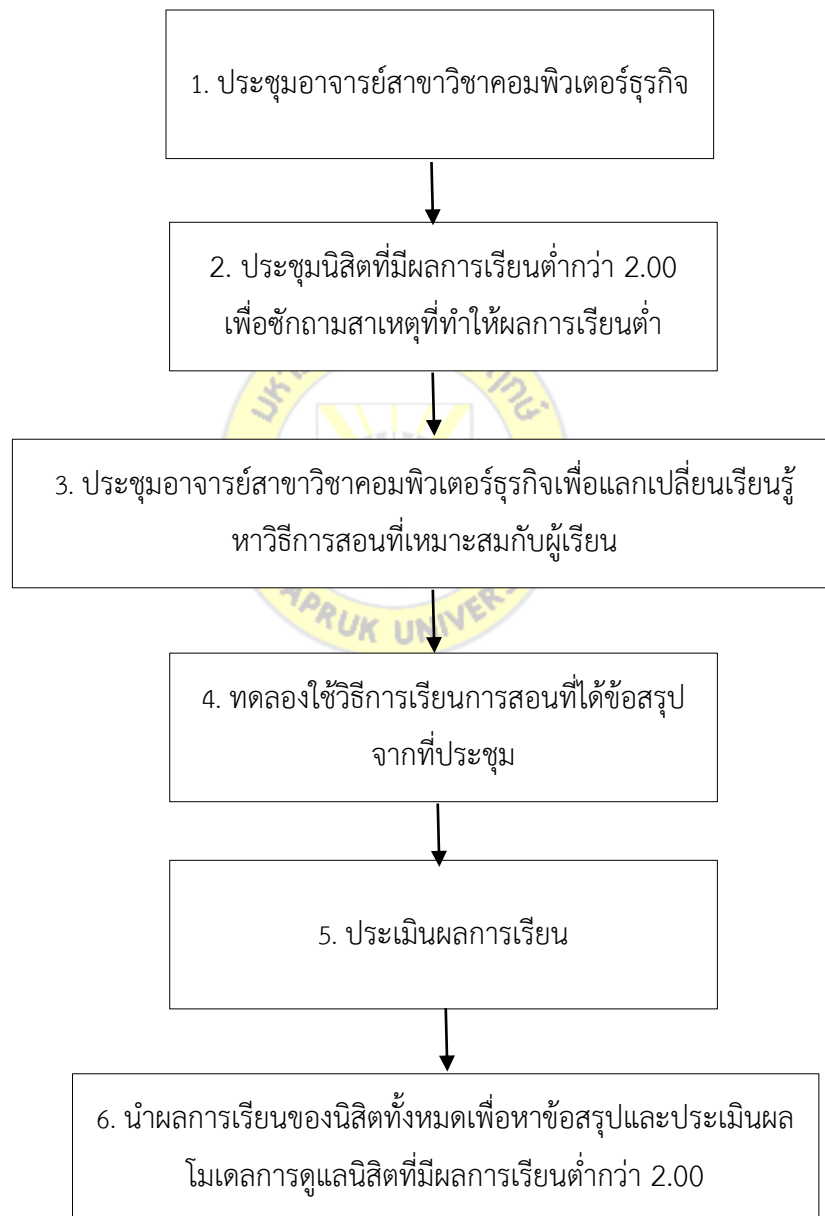 1. ประชุมอาจารย์สาขาวิชาคอมพิวเตอร์ธุรกิจ
2. ประชุมนิสิตที่มีผลการเรียนต่ำกว่า 2.00
เพื่อซักถามสาเหตุที่ทำให้ผลการเรียนต่ำ
3. ประชุมอาจารย์สาขาวิชาคอมพิวเตอร์ธุรกิจเพื่อแลกเปลี่ยนเรียนรู้
หาวิธีการสอนที่เหมาะสมกับผู้เรียน
APRUK UNIVER
4. ทดลองใช้วิธีการเรียนการสอนที่ได้ข้อสรุป
จากที่ประชุม
5. ประเมินผลการเรียน
6. นำผลการเรียนของนิสิตทั้งหมดเพื่อหาข้อสรุปและประเมินผล
โมเดลการดูแลนิสิตที่มีผลการเรียนต่ำกว่า 2.00